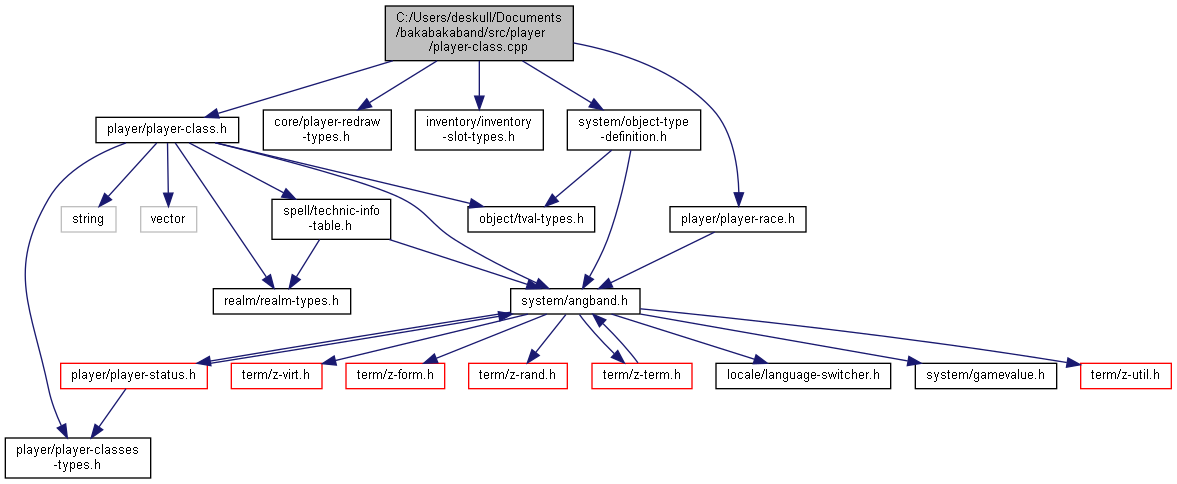 C:/Users/deskull/Documents
/bakabakaband/src/player
/player-class.cpp
player/player-class.h
core/player-redraw
-types.h
inventory/inventory
-slot-types.h
system/object-type
-definition.h
string
vector
spell/technic-info
-table.h
object/tval-types.h
player/player-race.h
realm/realm-types.h
system/angband.h
player/player-status.h
term/z-virt.h
term/z-form.h
term/z-rand.h
term/z-term.h
locale/language-switcher.h
system/gamevalue.h
term/z-util.h
player/player-classes
-types.h